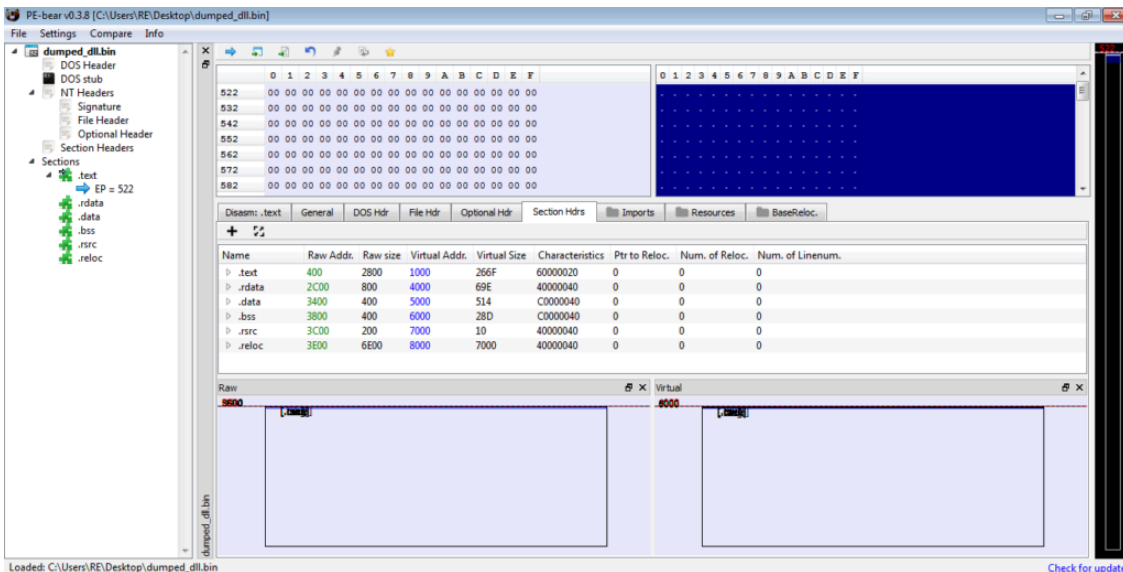 PE-bear v0.3.8 [C:\Users\RE\Desktop\dumped_dll.bin]
File Settings Compare Info
dumped_dll.bin
DOS Header
DOS stub
NT Headers
Signature
File Header
Optional Header
Section Headers
Sections
.text
EP = 522
.rdata
.data
.bss
.rsrc
.reloc
0 1 2 3 4 5 6 7 8 9 A B C D E F 0 1 2 3 4 5 6 7 8 9 A B C D E F
522 00 00 00 00 00 00 00 00 00 00 00 00 00 00 00 00 . . . . . . . . . . . . . . . .
532 00 00 00 00 00 00 00 00 00 00 00 00 00 00 00 00 . . . . . . . . . . . . . . . .
542 00 00 00 00 00 00 00 00 00 00 00 00 00 00 00 00 . . . . . . . . . . . . . . . .
552 00 00 00 00 00 00 00 00 00 00 00 00 00 00 00 00 . . . . . . . . . . . . . . . .
562 00 00 00 00 00 00 00 00 00 00 00 00 00 00 00 00 . . . . . . . . . . . . . . . .
572 00 00 00 00 00 00 00 00 00 00 00 00 00 00 00 00 . . . . . . . . . . . . . . . .
582 00 00 00 00 00 00 00 00 00 00 00 00 00 00 00 00 . . . . . . . . . . . . . . . .
522
Disasm: .text General DOS Hdr File Hdr Optional Hdr Section Hdrs Imports Resources BaseReloc.
Name Raw Addr. Raw size Virtual Addr. Virtual Size Characteristics Ptr to Reloc. Num. of Reloc. Num. of Linenum.
.text 400 2800 1000 266F 60000020 0 0 0
.rdata 2C00 800 4000 69E 40000040 0 0 0
.data 3400 400 5000 514 C0000040 0 0 0
.bss 3800 400 6000 28D C0000040 0 0 0
.rsrc 3C00 200 7000 10 40000040 0 0 0
.reloc 3E00 6E00 8000 7000 40000040 0 0 0
Raw
Virtual
dumped_dll.bin
Loaded: C:\Users\RE\Desktop\dumped_dll.bin
Check for update